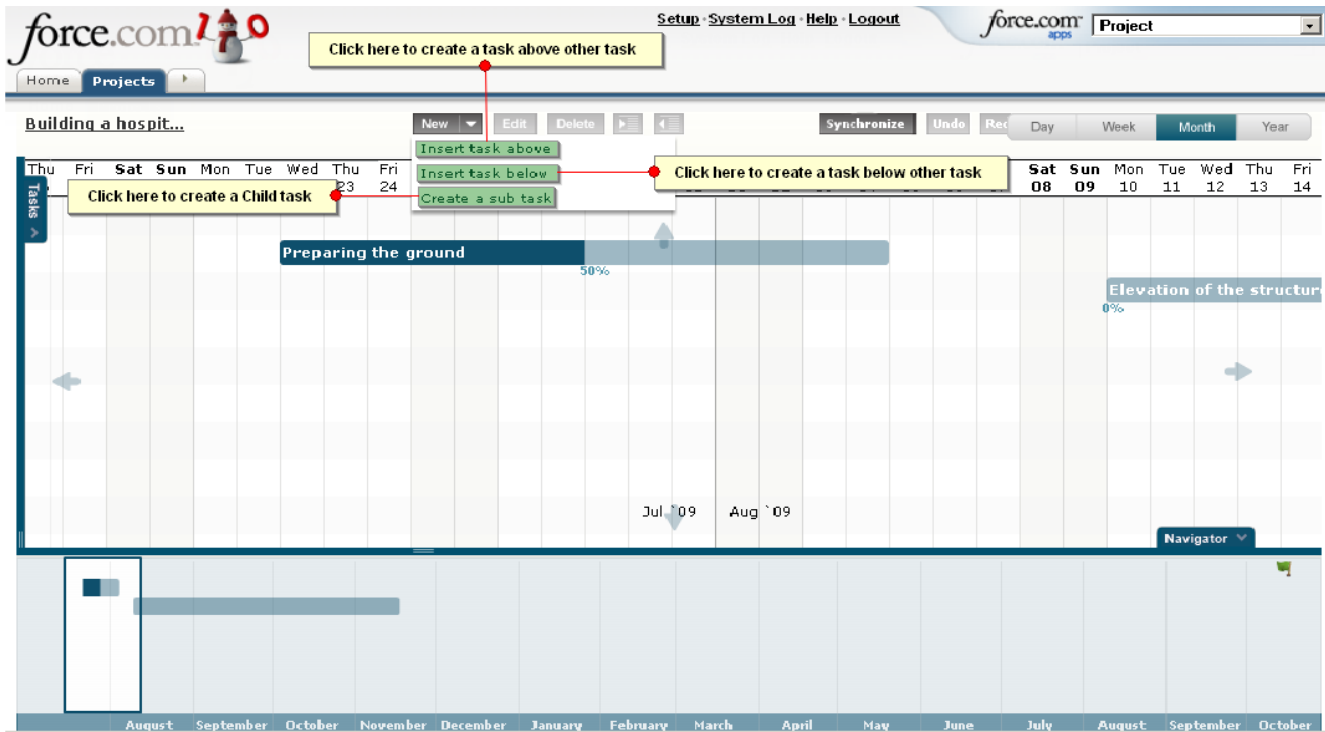 force.com
Setup · System Log · Help · Logout
force.com
apps
Project
Click here to create a task above other task
Home
Projects
Building a hospit...
New
Edit
Delete
Synchronize
Undo
Day
Week
Month
Year
Insert task above
Insert task below
Create a sub task
Click here to create a task below other task
Click here to create a Child task
Thu Fri Sat Sun Mon Tue Wed Thu Fri
23 24
Sat Sun Mon Tue Wed Thu Fri
08 09 10 11 12 13 14
Tasks
Preparing the ground
50%
Elevation of the structur
0%
Jul `09
Aug `09
Navigator
August September October November December January February March April May June July August September October